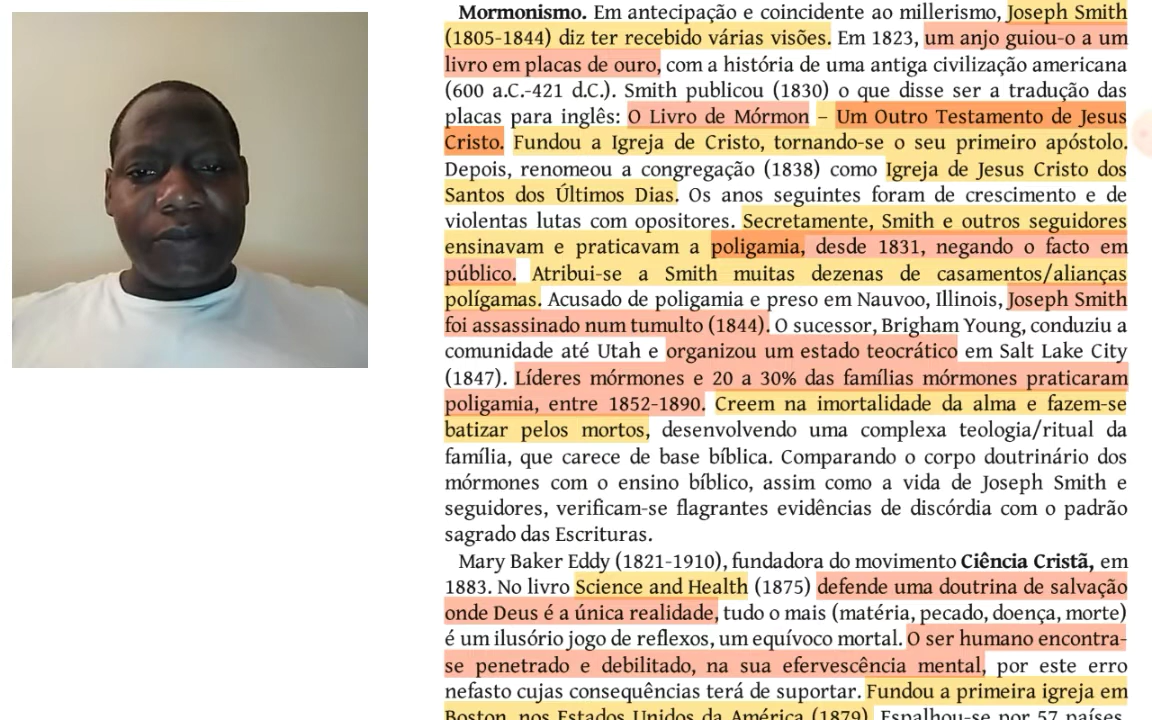 Mormonismo. Em antecipação e coincidente ao millerismo, Joseph Smith
(1805-1844) diz ter recebido várias visões. Em 1823, um anjo guiou-o a um
livro em placas de ouro, com a história de uma antiga civilização americana
(600 a.C.-421 d.C.). Smith publicou (1830) o que disse ser a tradução das
placas para inglês: O Livro de Mórmon – Um Outro Testamento de Jesus
Cristo. Fundou a Igreja de Cristo, tornando-se o seu primeiro apóstolo.
Depois, renomeou a congregação (1838) como Igreja de Jesus Cristo dos
Santos dos Últimos Dias. Os anos seguintes foram de crescimento e de
violentas lutas com opositores. Secretamente, Smith e outros seguidores
ensinavam e praticavam a poligamia, desde 1831, negando o facto em
público. Atribui-se a Smith muitas dezenas de casamentos/alianças
polígamas. Acusado de poligamia e preso em Nauvoo, Illinois, Joseph Smith
foi assassinado num tumulto (1844). O sucessor, Brigham Young, conduziu a
comunidade até Utah e organizou um estado teocrático em Salt Lake City
(1847). Líderes mórmones e 20 a 30% das famílias mórmones praticaram
poligamia, entre 1852-1890. Creem na imortalidade da alma e fazem-se
batizar pelos mortos, desenvolvendo uma complexa teologia/ritual da
família, que carece de base bíblica. Comparando o corpo doutrinário dos
mórmones com o ensino bíblico, assim como a vida de Joseph Smith e
seguidores, verificam-se flagrantes evidências de discórdia com o padrão
sagrado das Escrituras.
Mary Baker Eddy (1821-1910), fundadora do movimento Ciência Cristã, em
1883. No livro Science and Health (1875) defende uma doutrina de salvação
onde Deus é a única realidade, tudo o mais (matéria, pecado, doença, morte)
é um ilusório jogo de reflexos, um equívoco mortal. O ser humano encontra-
se penetrado e debilitado, na sua efervescência mental, por este erro
nefasto cujas consequências terá de suportar. Fundou a primeira igreja em
Boston, nos Estados Unidos da América (1879). Espalhou-se por 57 países,